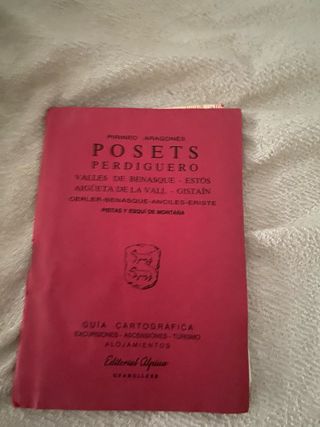 PIRINEO ARAGONÉS
POSETS
PERDIGUERO
VALLES DE BENASQUE - ESTÓS
AIGÜETA DE LA VALL - GISTAÍN
CERLER-BENASQUE-ANCILES-ERISTE
PISTAS Y ESQUÍ DE MONTAÑA
GUÍA CARTOGRÁFICA
EXCURSIONES - ASCENSIONES - TURISMO
ALOJAMIENTOS
Editorial Alpina
GRANOLLERS